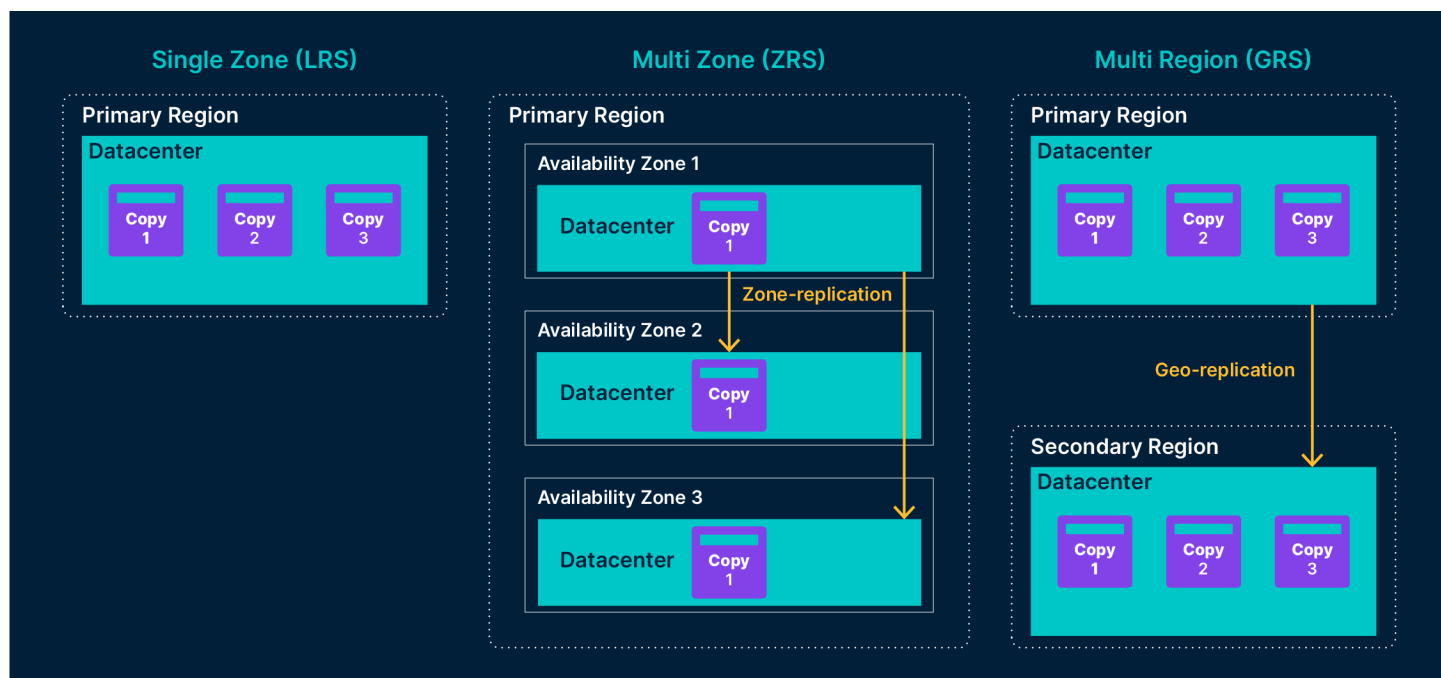 Single Zone (LRS)
Primary Region
Datacenter
Copy
1
Copy
2
Copy
3
Multi Zone (ZRS)
Primary Region
Availability Zone 1
Datacenter
Copy
1
Zone-replication
Availability Zone 2
Datacenter
Copy
1
Availability Zone 3
Datacenter
Copy
1
Multi Region (GRS)
Primary Region
Datacenter
Copy
1
Copy
2
Copy
3
Geo-replication
Secondary Region
Datacenter
Copy
1
Copy
2
Copy
3